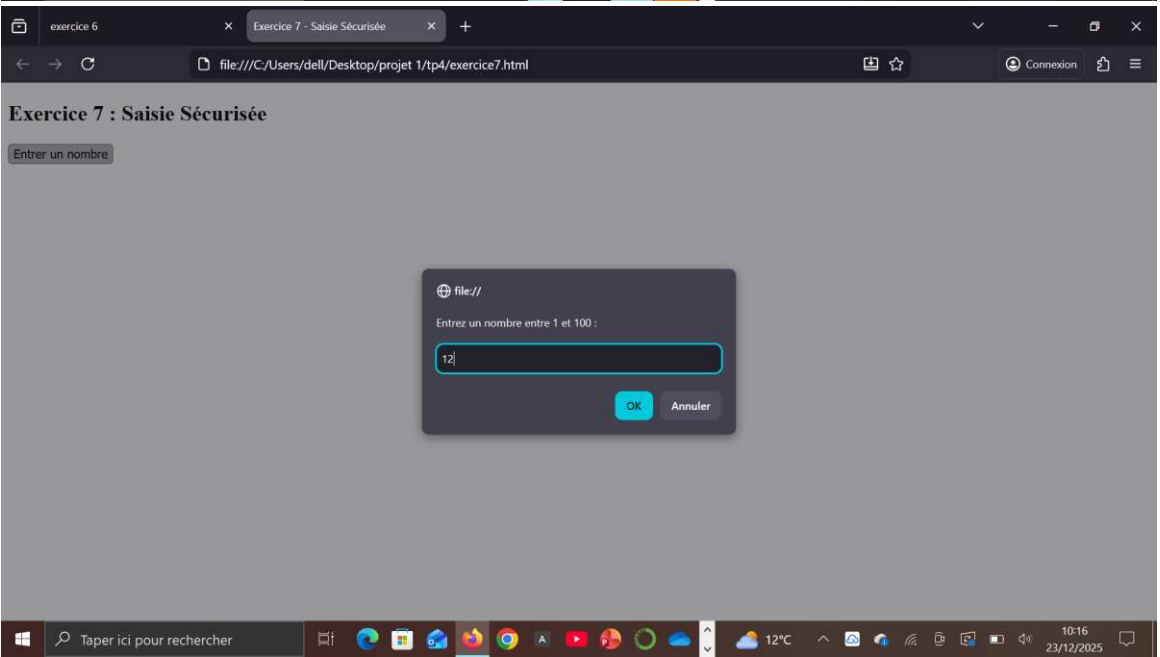 exercice 6
Exercice 7 - Saisie Sécurisée
file:///C:/Users/dell/Desktop/projet 1/tp4/exercice7.html
Connexion
Exercice 7 : Saisie Sécurisée
Entrer un nombre
file://
Entrez un nombre entre 1 et 100 :
12
OK Annuler
Taper ici pour rechercher
A
12°C
10:16
23/12/2025